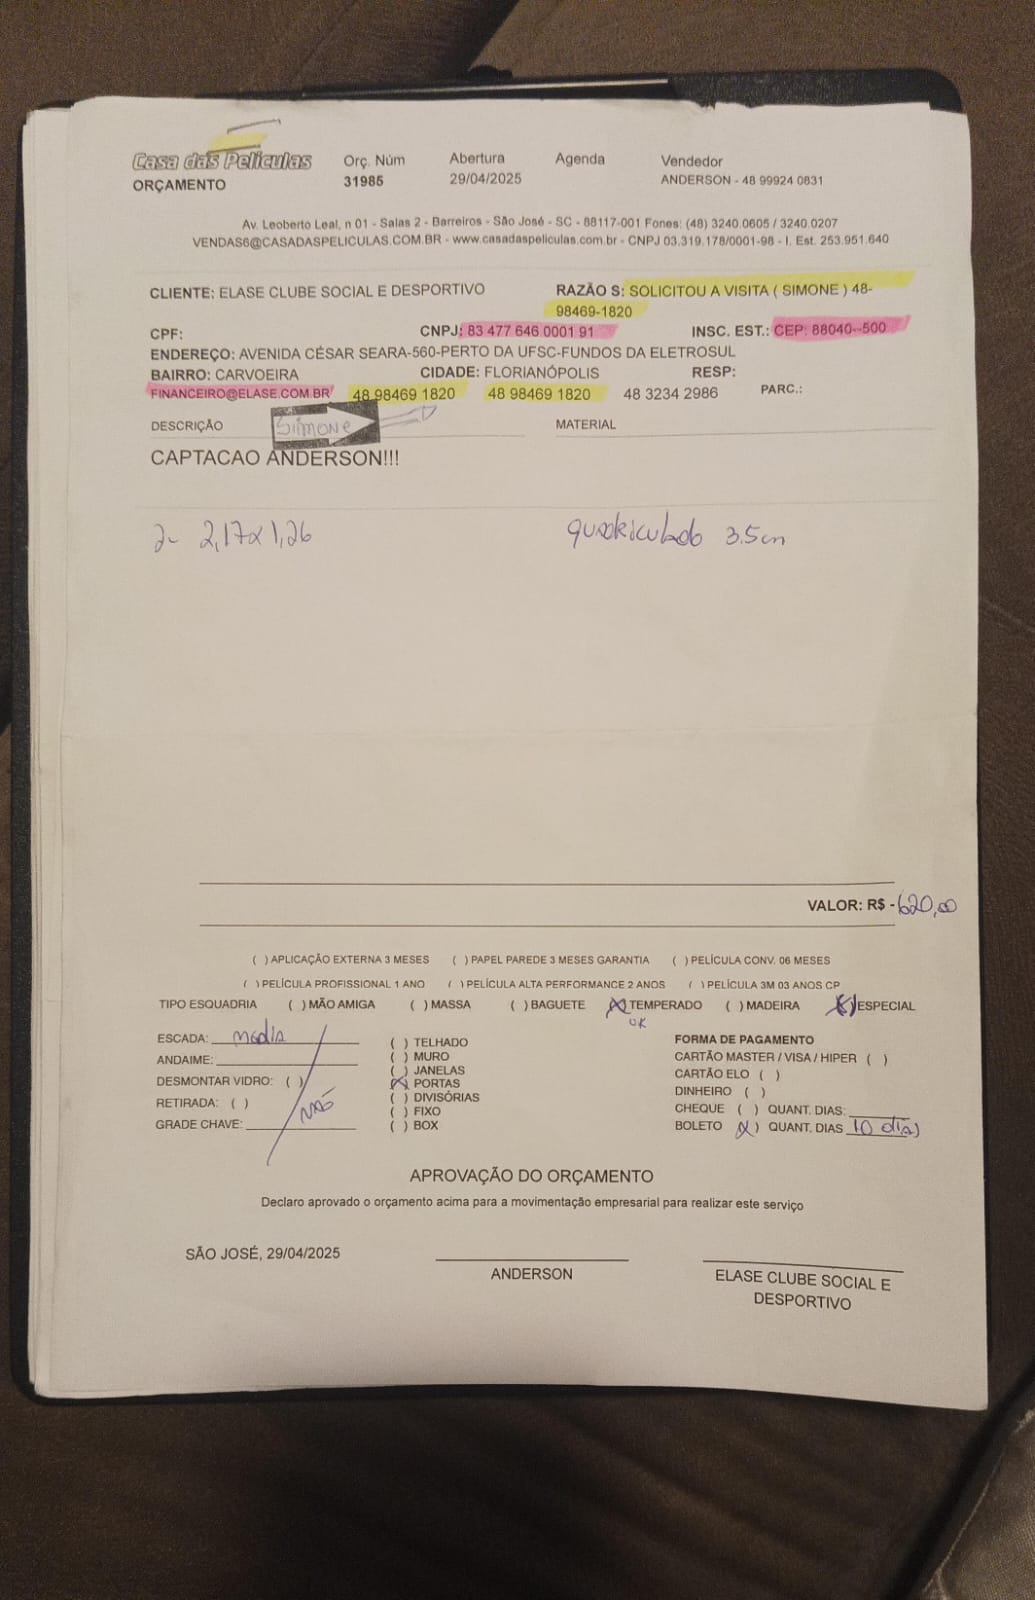 Casa das Películas Orç. Núm Abertura Agenda Vendedor
ORÇAMENTO 31985 29/04/2025 ANDERSON - 48 99924 0831
Av. Leoberto Leal, n 01 - Salas 2 - Barreiros - São José - SC - 88117-001 Fones: (48) 3240.0605 / 3240.0207
VENDAS6@CASADASPELICULAS.COM.BR - www.casadaspeliculas.com.br - CNPJ 03.319.178/0001-98 - I. Est. 253.951.640
CLIENTE: ELASE CLUBE SOCIAL E DESPORTIVO RAZÃO S: SOLICITOU A VISITA ( SIMONE ) 48-
98469-1820
CPF: CNPJ: 83 477 646 0001 91 INSC. EST.: CEP: 88040--500
ENDEREÇO: AVENIDA CÉSAR SEARA-560-PERTO DA UFSC-FUNDOS DA ELETROSUL
BAIRRO: CARVOEIRA CIDADE: FLORIANÓPOLIS RESP:
FINANCEIRO@ELASE.COM.BR 48 98469 1820 48 98469 1820 48 3234 2986 PARC.:
DESCRIÇÃO Simone MATERIAL
CAPTACAO ANDERSON!!!
2- 2,17x1,26 quadriculado 3.5cm
VALOR: R$ -620,00
( )APLICAÇÃO EXTERNA 3 MESES ( )PAPEL PAREDE 3 MESES GARANTIA ( )PELÍCULA CONV. 06 MESES
( )PELÍCULA PROFISSIONAL 1 ANO ( )PELÍCULA ALTA PERFORMANCE 2 ANOS ( )PELÍCULA 3M 03 ANOS CP
TIPO ESQUADRIA ( )MÃO AMIGA ( )MASSA ( )BAGUETE (X)TEMPERADO ( )MADEIRA (X)ESPECIAL
OK
ESCADA: média ( ) TELHADO FORMA DE PAGAMENTO
ANDAIME: ( ) MURO CARTÃO MASTER / VISA / HIPER ( )
DESMONTAR VIDRO: ( ) ( ) JANELAS CARTÃO ELO ( )
(X) PORTAS DINHEIRO ( )
RETIRADA: ( ) NÃO ( ) DIVISÓRIAS CHEQUE ( ) QUANT. DIAS:
GRADE CHAVE: ( ) FIXO BOLETO (X) QUANT. DIAS 10 dias
( ) BOX
APROVAÇÃO DO ORÇAMENTO
Declaro aprovado o orçamento acima para a movimentação empresarial para realizar este serviço
SÃO JOSÉ, 29/04/2025
ANDERSON ELASE CLUBE SOCIAL E
DESPORTIVO